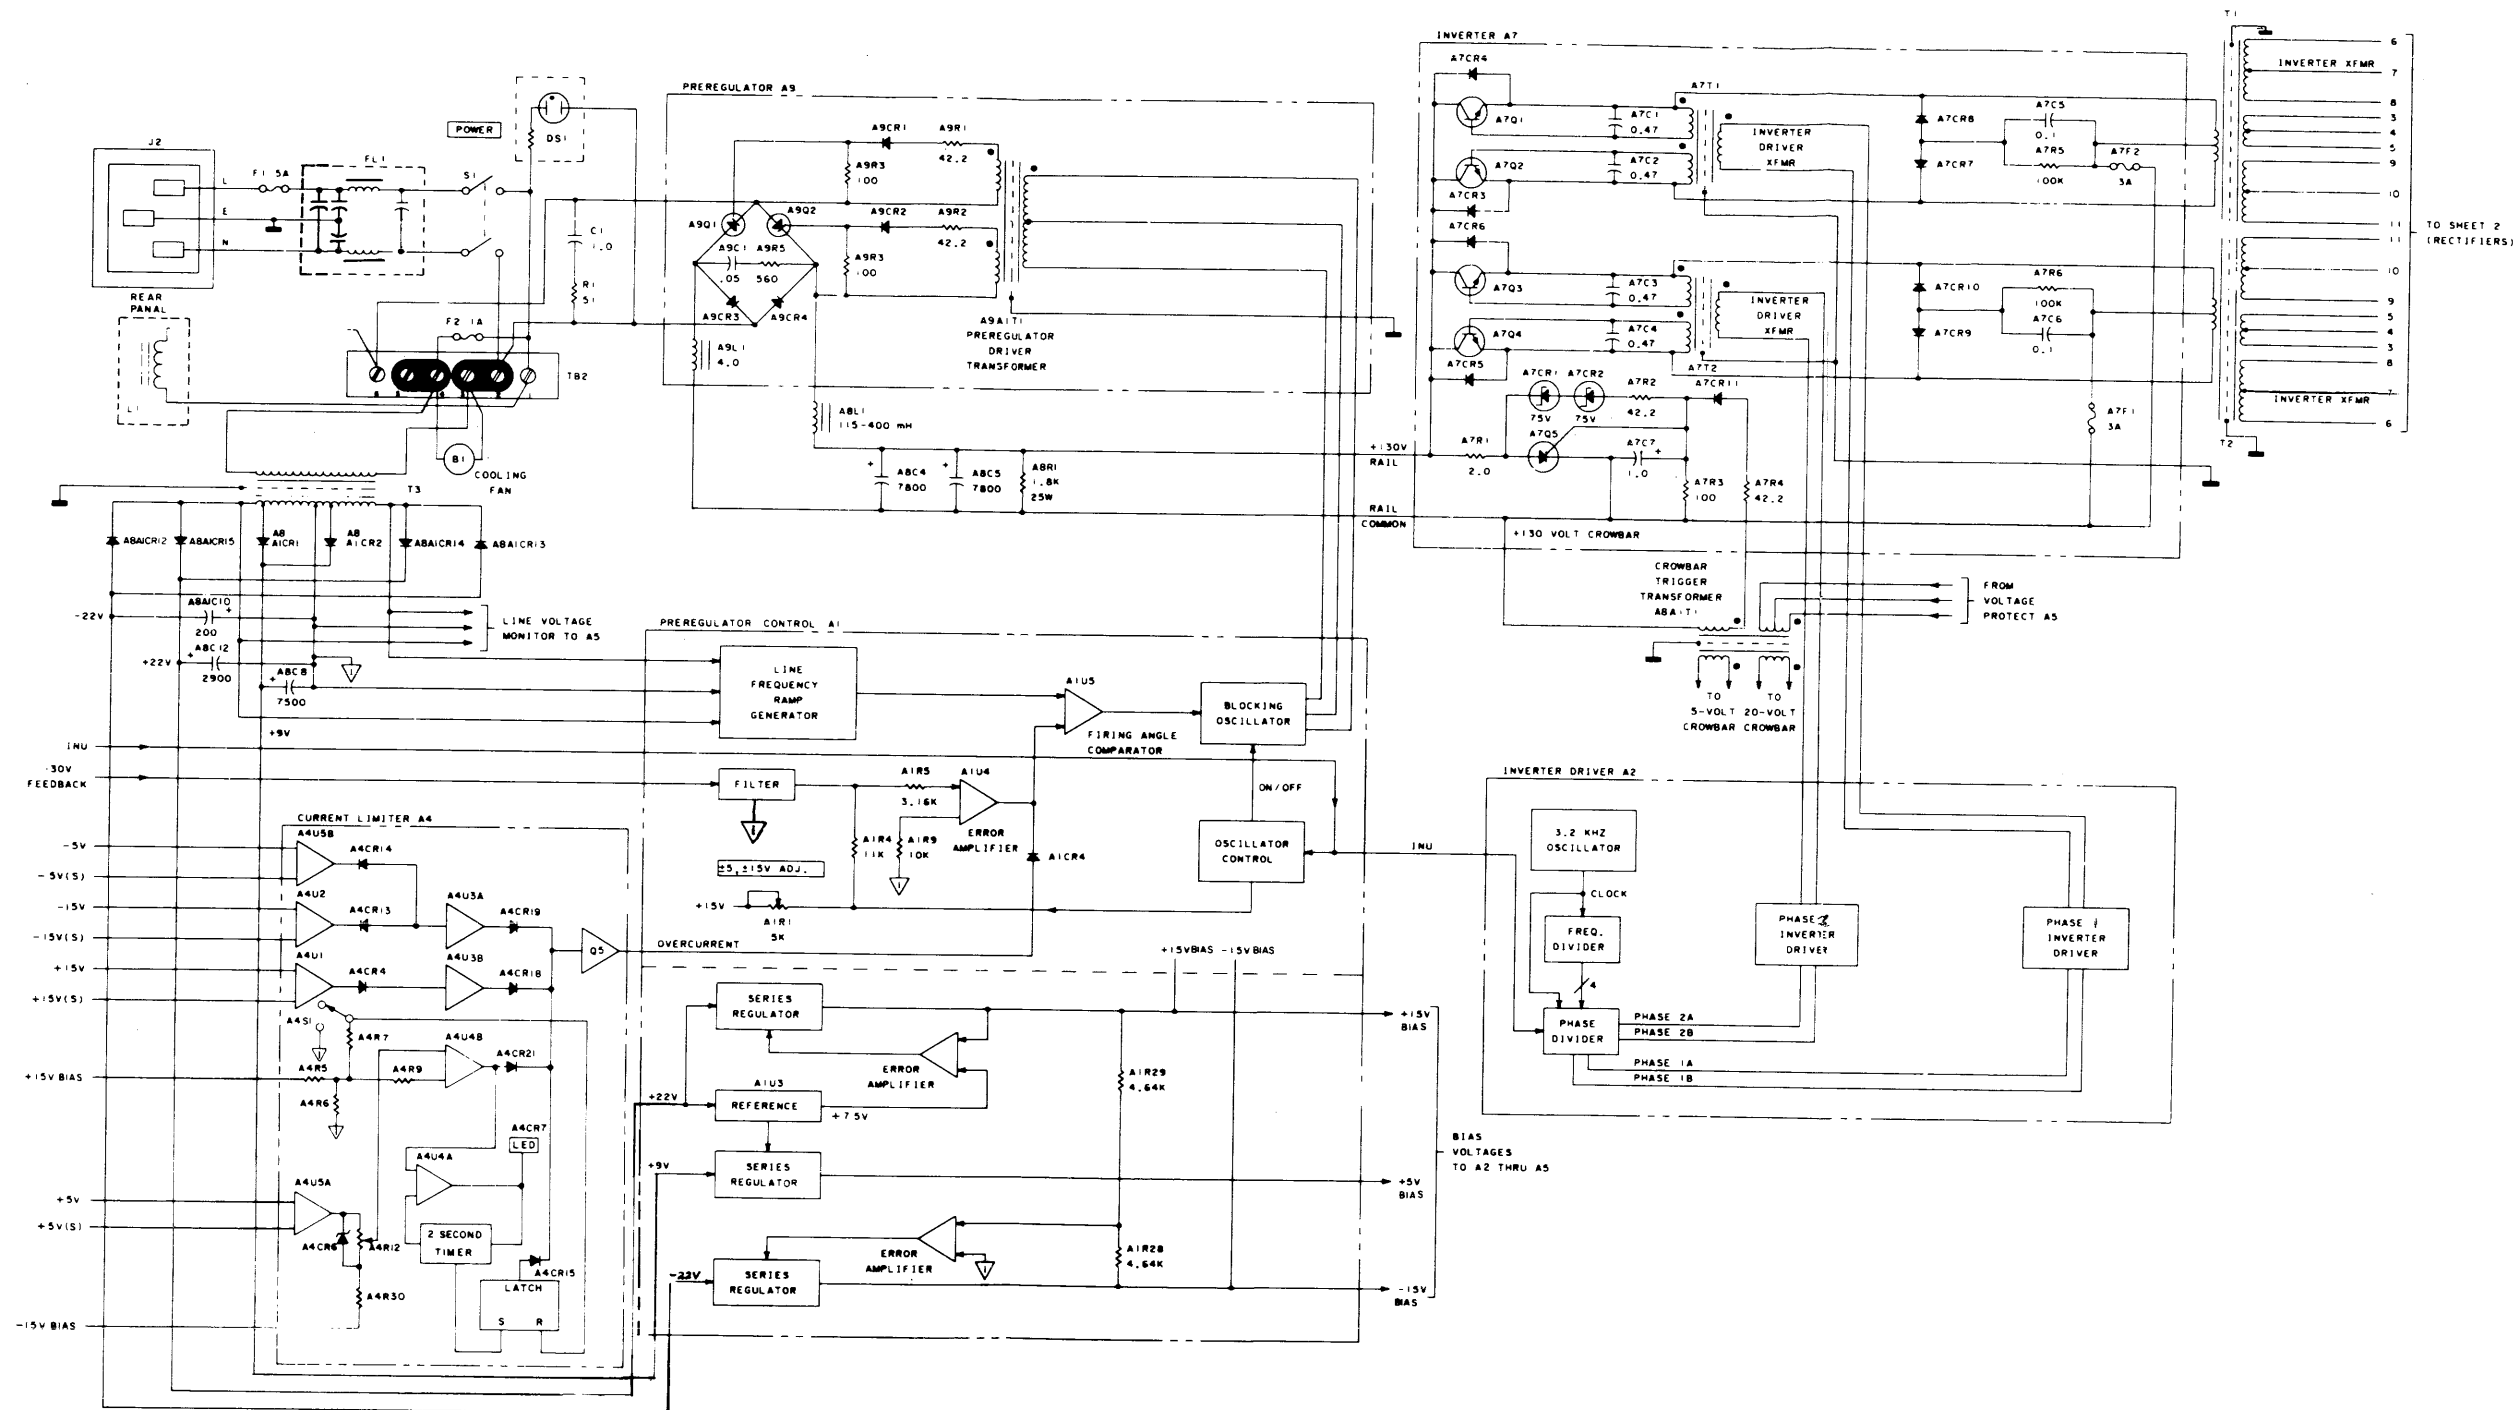 J2
L
E
N
F1 5A
FL1
S1
POWER
DS1
REAR
PANAL
L1
F2 1A
TB2
C1
1.0
R1
51
B1
COOLING
FAN
T3
PREREGULATOR A9
A9CR1
A9R1
42.2
A9R3
100
A9Q1
A9Q2
A9CR2
A9R2
42.2
A9C1
A9R5
.05
560
A9R3
100
A9CR3
A9CR4
A9L1
4.0
A9A1T1
PREREGULATOR
DRIVER
TRANSFORMER
A8L1
115-400 mH
A8C4
7800
A8C5
7800
A8R1
1.8K
25W
+130V
RAIL
RAIL
COMMON
INVERTER A7
A7CR4
A7Q1
A7C1
0.47
A7T1
A7Q2
A7C2
0.47
A7CR3
INVERTER
DRIVER
XFMR
A7CR8
A7CR7
A7C5
0.1
A7R5
100K
A7F2
3A
A7CR6
A7Q3
A7C3
0.47
A7Q4
A7C4
0.47
A7CR5
A7T2
INVERTER
DRIVER
XFMR
A7CR10
A7CR9
A7R6
100K
A7C6
0.1
A7F1
3A
A7CR1
A7CR2
75V
75V
A7R2
42.2
A7CR11
A7R1
2.0
A7Q5
A7C7
1.0
A7R3
100
A7R4
42.2
+130 VOLT CROWBAR
T1
INVERTER XFMR
6
7
8
3
4
5
9
10
11
11
10
9
5
4
3
8
7
6
INVERTER XFMR
T2
TO SHEET 2
(RECTIFIERS)
A8A1CR12
A8A1CR15
A8
A1CR1
A8
A1CR2
A8A1CR14
A8A1CR13
-22V
A8A1C10
200
+22V
A8C12
2900
A8C8
7500
+9V
LINE VOLTAGE
MONITOR TO A5
CROWBAR
TRIGGER
TRANSFORMER
A8A1T1
FROM
VOLTAGE
PROTECT A5
TO
5-VOLT
CROWBAR
TO
20-VOLT
CROWBAR
PREREGULATOR CONTROL A1
LINE
FREQUENCY
RAMP
GENERATOR
A1U5
FIRING ANGLE
COMPARATOR
BLOCKING
OSCILLATOR
INU
30V
FEEDBACK
FILTER
A1R5
3.16K
A1U4
ERROR
AMPLIFIER
A1R4
11K
A1R9
10K
A1CR4
ON/OFF
OSCILLATOR
CONTROL
INU
±5,±15V ADJ.
+15V
A1R1
5K
OVERCURRENT
CURRENT LIMITER A4
-5V
-5V(S)
A4U5B
A4CR14
-15V
-15V(S)
A4U2
A4CR13
A4U3A
A4CR19
+15V
+15V(S)
A4U1
A4CR4
A4U3B
A4CR18
Q5
A4S1
A4R7
A4U4B
A4CR21
+15V BIAS
A4R5
A4R9
A4R6
A4CR7
LED
A4U4A
+5V
+5V(S)
A4U5A
A4CR6
A4R12
2 SECOND
TIMER
A4CR15
LATCH
S
R
A4R30
-15V BIAS
+15VBIAS
-15V BIAS
SERIES
REGULATOR
ERROR
AMPLIFIER
+22V
A1U3
REFERENCE
+7.5V
A1R29
4.64K
+9V
SERIES
REGULATOR
-22V
SERIES
REGULATOR
ERROR
AMPLIFIER
A1R28
4.64K
+15V
BIAS
+5V
BIAS
-15V
BIAS
BIAS
VOLTAGES
TO A2 THRU A5
INVERTER DRIVER A2
3.2 KHZ
OSCILLATOR
CLOCK
FREQ.
DIVIDER
4
PHASE
DIVIDER
PHASE 2A
PHASE 2B
PHASE 1A
PHASE 1B
PHASE 2
INVERTER
DRIVER
PHASE 1
INVERTER
DRIVER